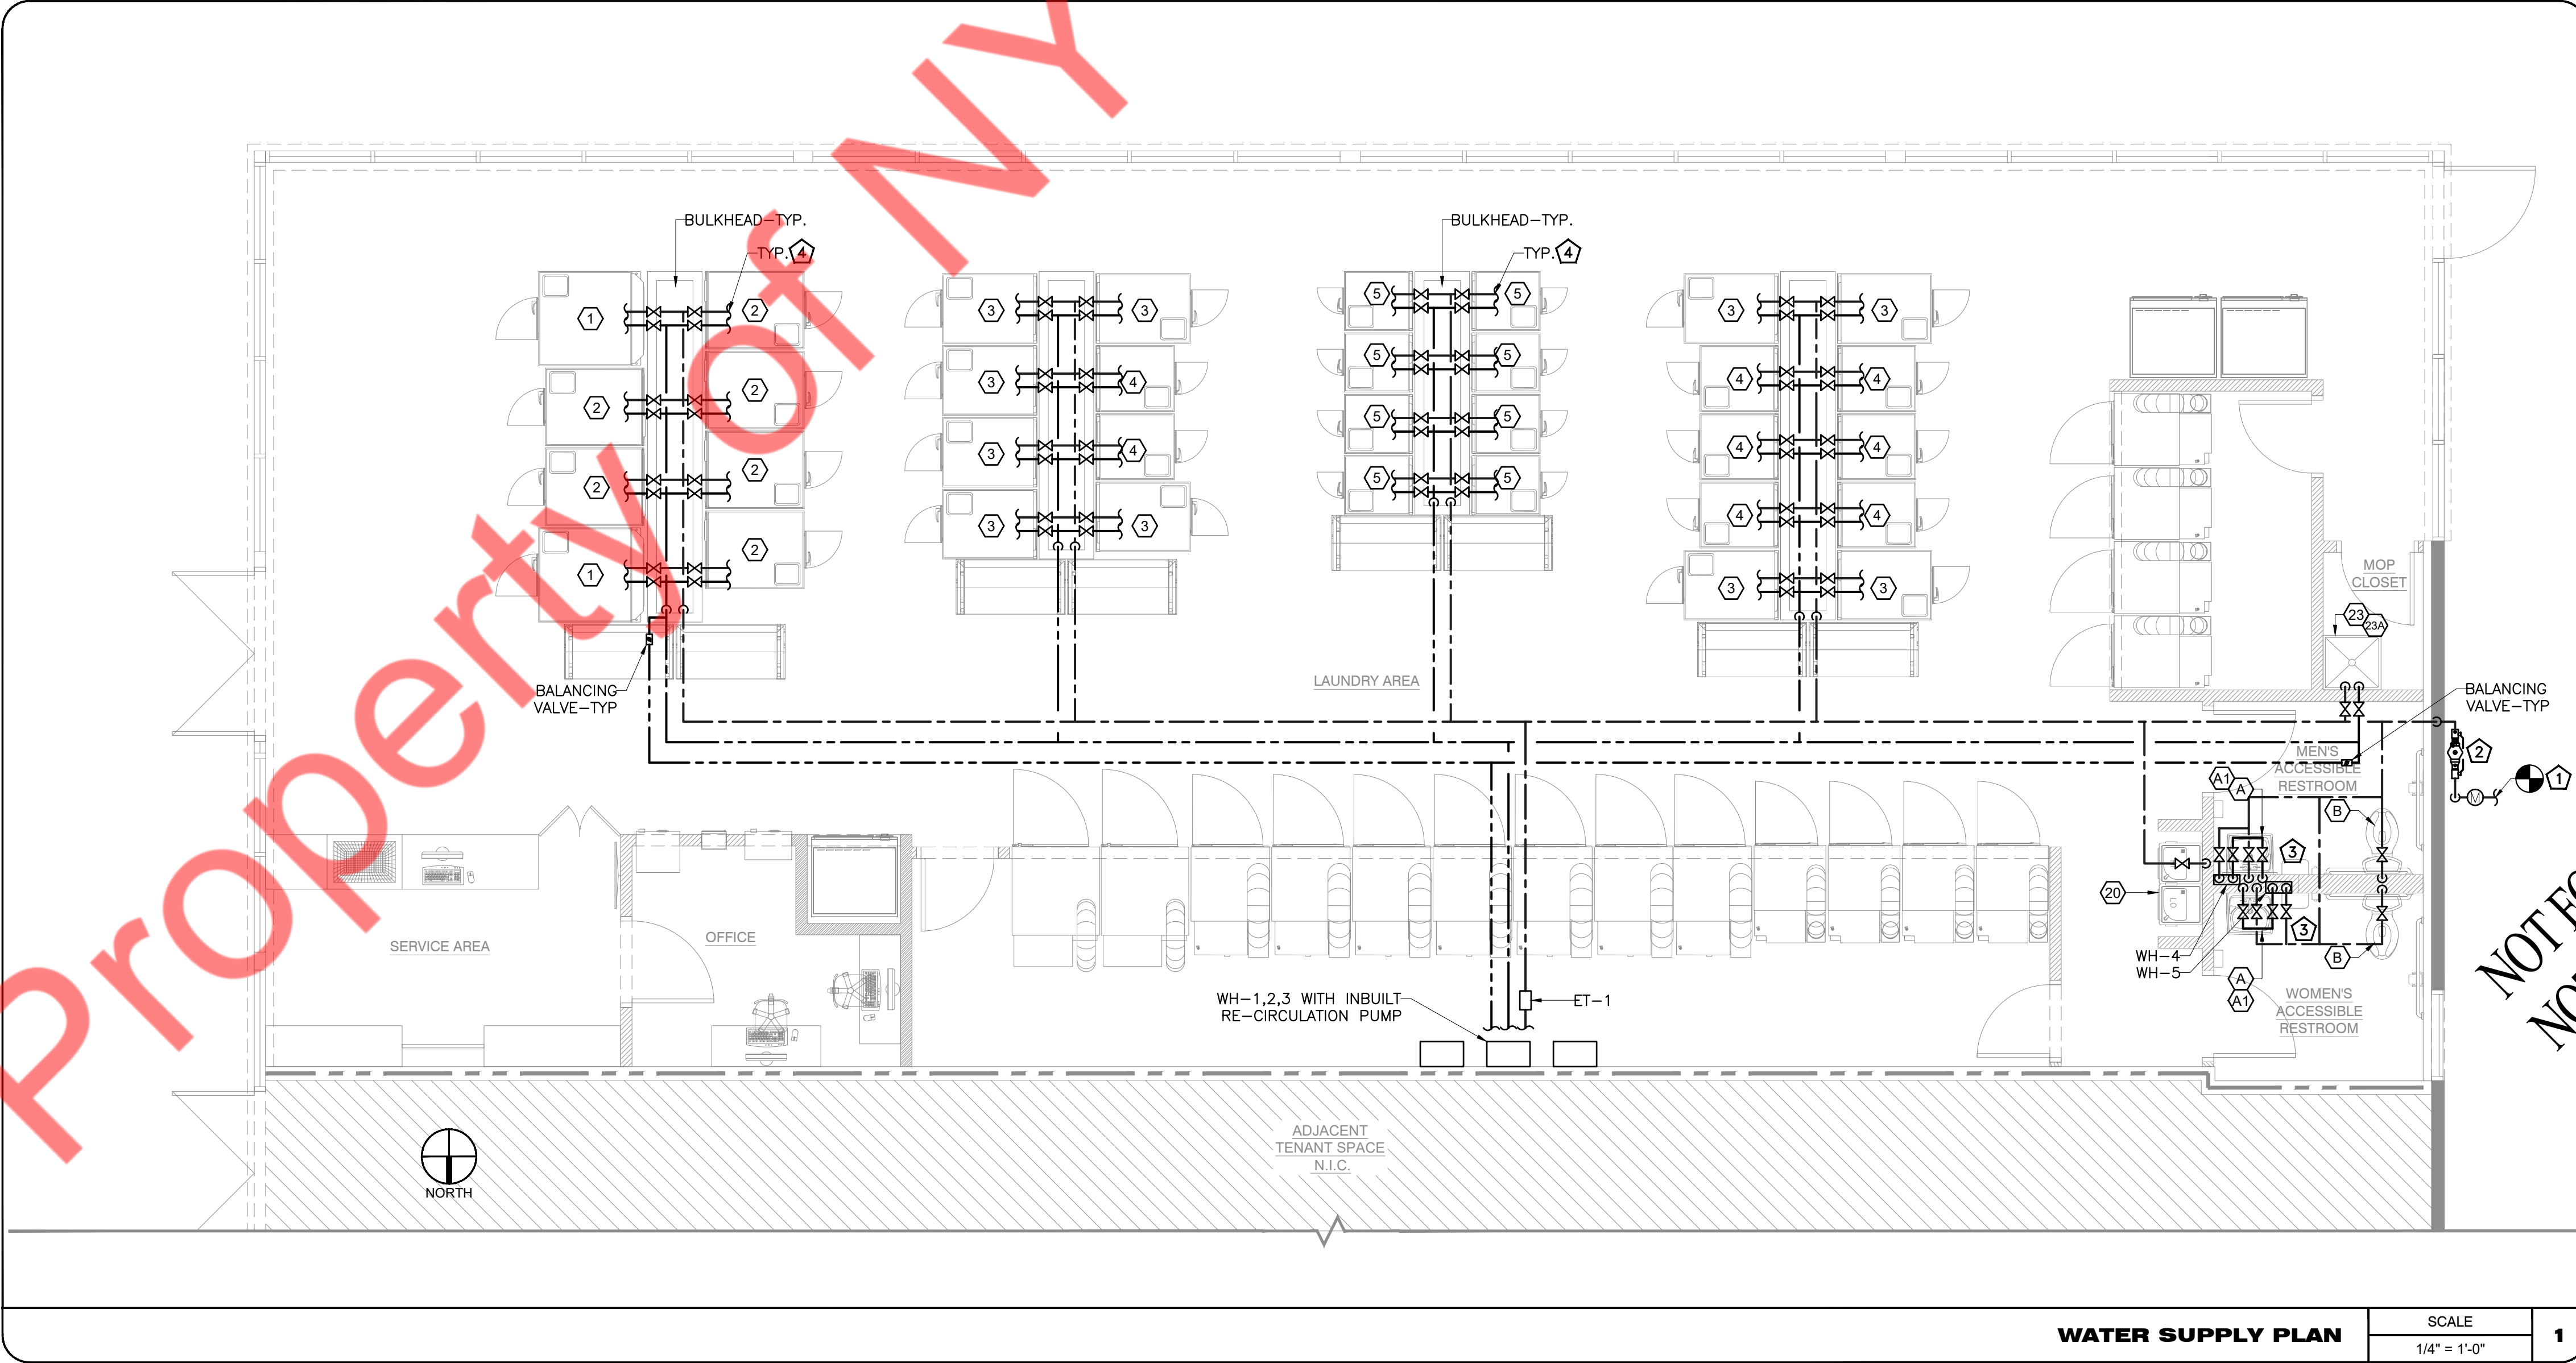 Property of NY
BULKHEAD-TYP.
TYP. 4
BULKHEAD-TYP.
TYP. 4
1
2
2
2
2
2
1
2
3
3
3
4
3
4
3
3
5
5
5
5
5
5
5
5
3
3
4
4
4
4
4
4
3
3
BALANCING
VALVE-TYP
LAUNDRY AREA
MOP
CLOSET
23
23A
BALANCING
VALVE-TYP
MEN'S
ACCESSIBLE
RESTROOM
2
1
M
A1
A
B
3
20
3
WH-4
WH-5
A
A1
B
WOMEN'S
ACCESSIBLE
RESTROOM
SERVICE AREA
OFFICE
WH-1,2,3 WITH INBUILT
RE-CIRCULATION PUMP
ET-1
ADJACENT
TENANT SPACE
N.I.C.
NORTH
WATER SUPPLY PLAN
SCALE
1/4" = 1'-0"
1